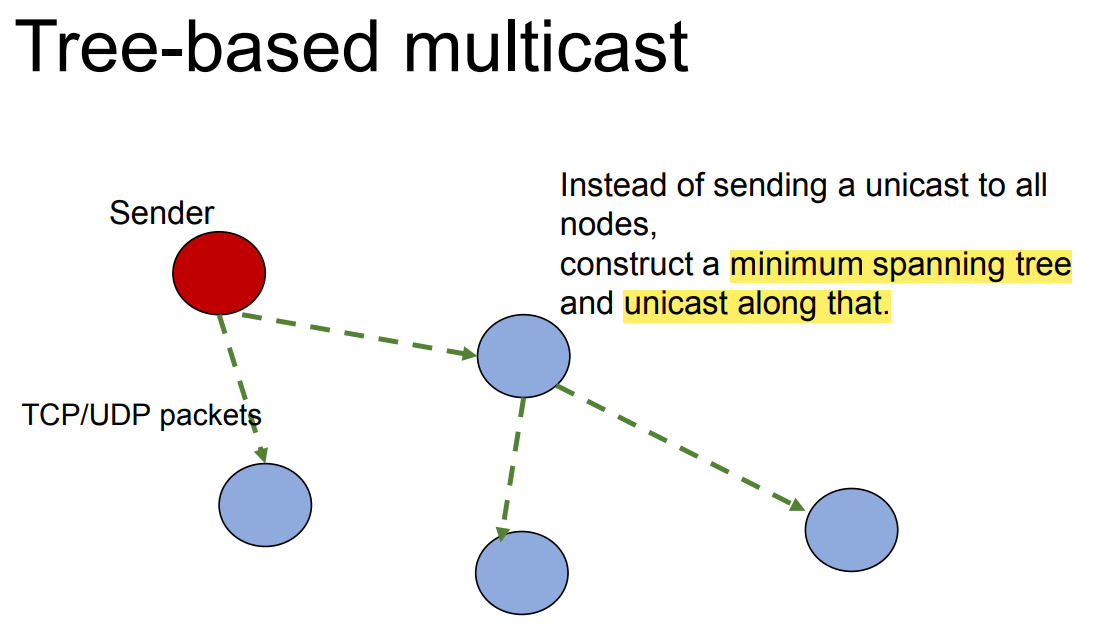 Tree-based multicast
Instead of sending a unicast to all
nodes,
construct a minimum spanning tree
and unicast along that.
Sender
TCP/UDP packets